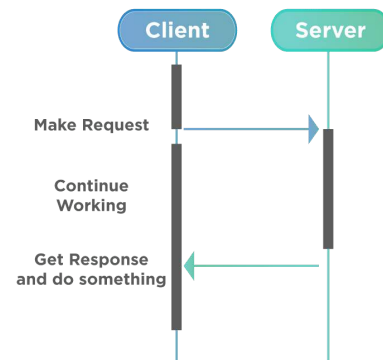 Client
Server
Make Request
Continue
Working
Get Response
and do something